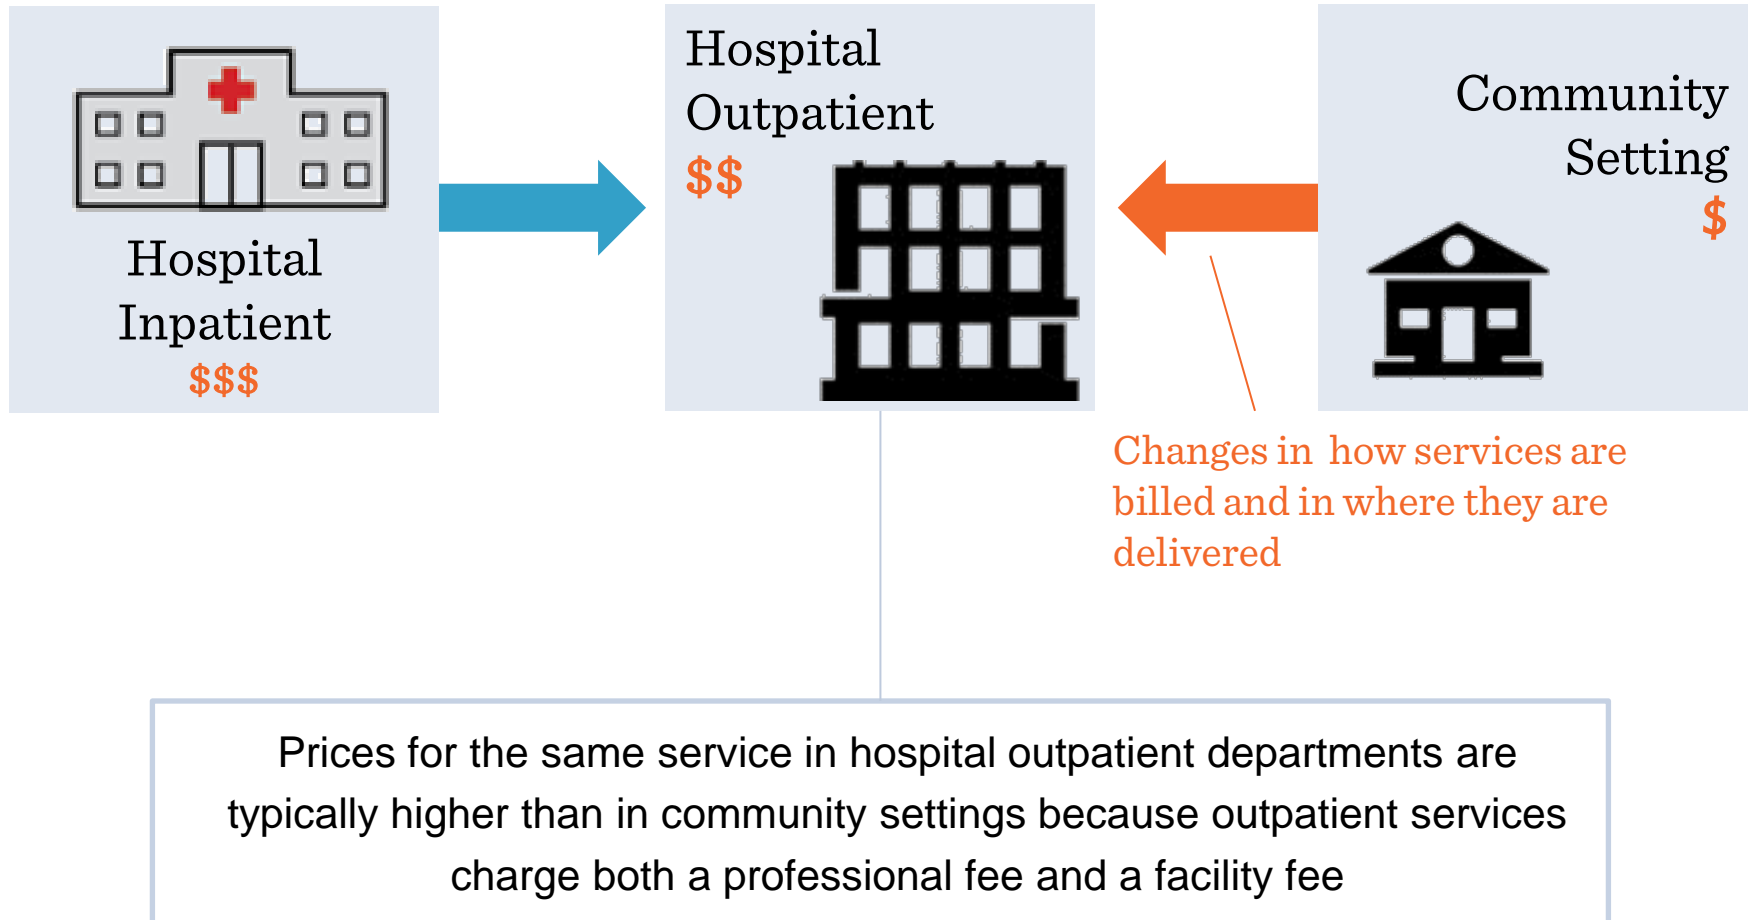 Hospital
Inpatient
$$$
Hospital
Outpatient
$$
Community
Setting
$
Changes in how services are
billed and in where they are
delivered
Prices for the same service in hospital outpatient departments are
typically higher than in community settings because outpatient services
charge both a professional fee and a facility fee